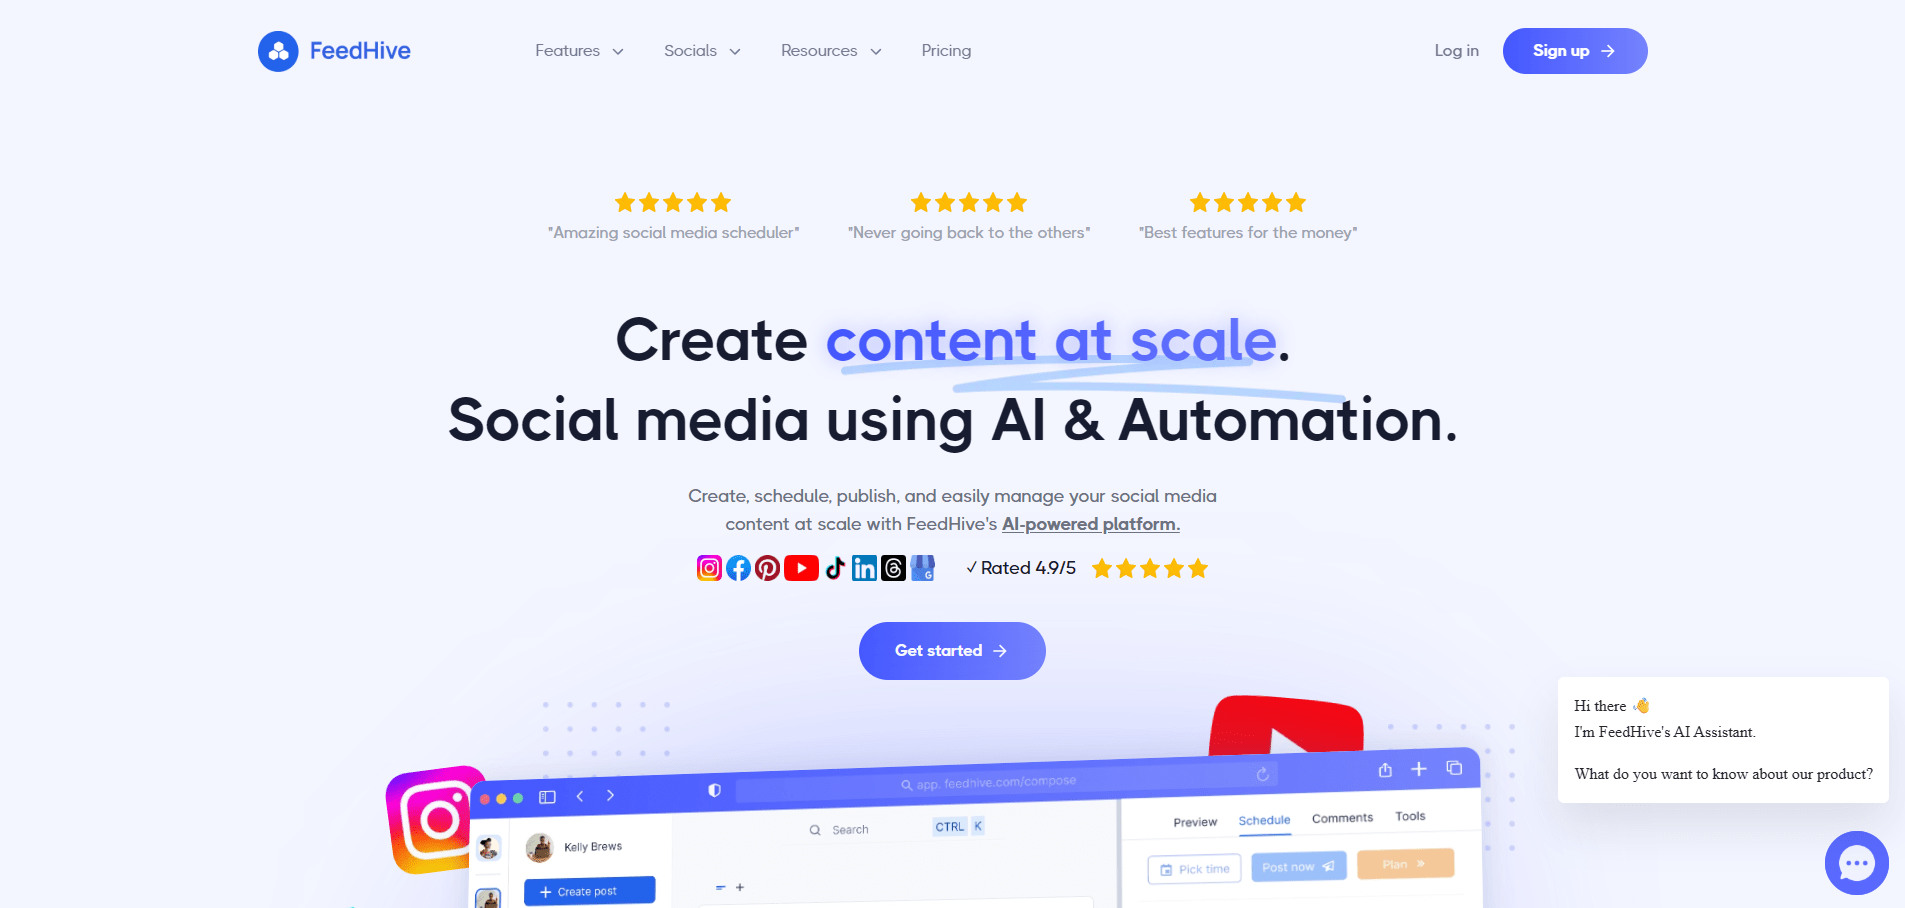 FeedHive
Features
Socials
Resources
Pricing
Log in
Sign up
"Amazing social media scheduler"
"Never going back to the others"
"Best features for the money"
Create content at scale.
Social media using AI & Automation.
Create, schedule, publish, and easily manage your social media
content at scale with FeedHive's AI-powered platform.
✓ Rated 4.9/5
Get started
Hi there 👋
I'm FeedHive's AI Assistant.
What do you want to know about our product?
app. feedhive.com/compose
Kelly Brews
Search
CTRL K
Preview
Schedule
Comments
Tools
Pick time
Post now
Plan
Create post